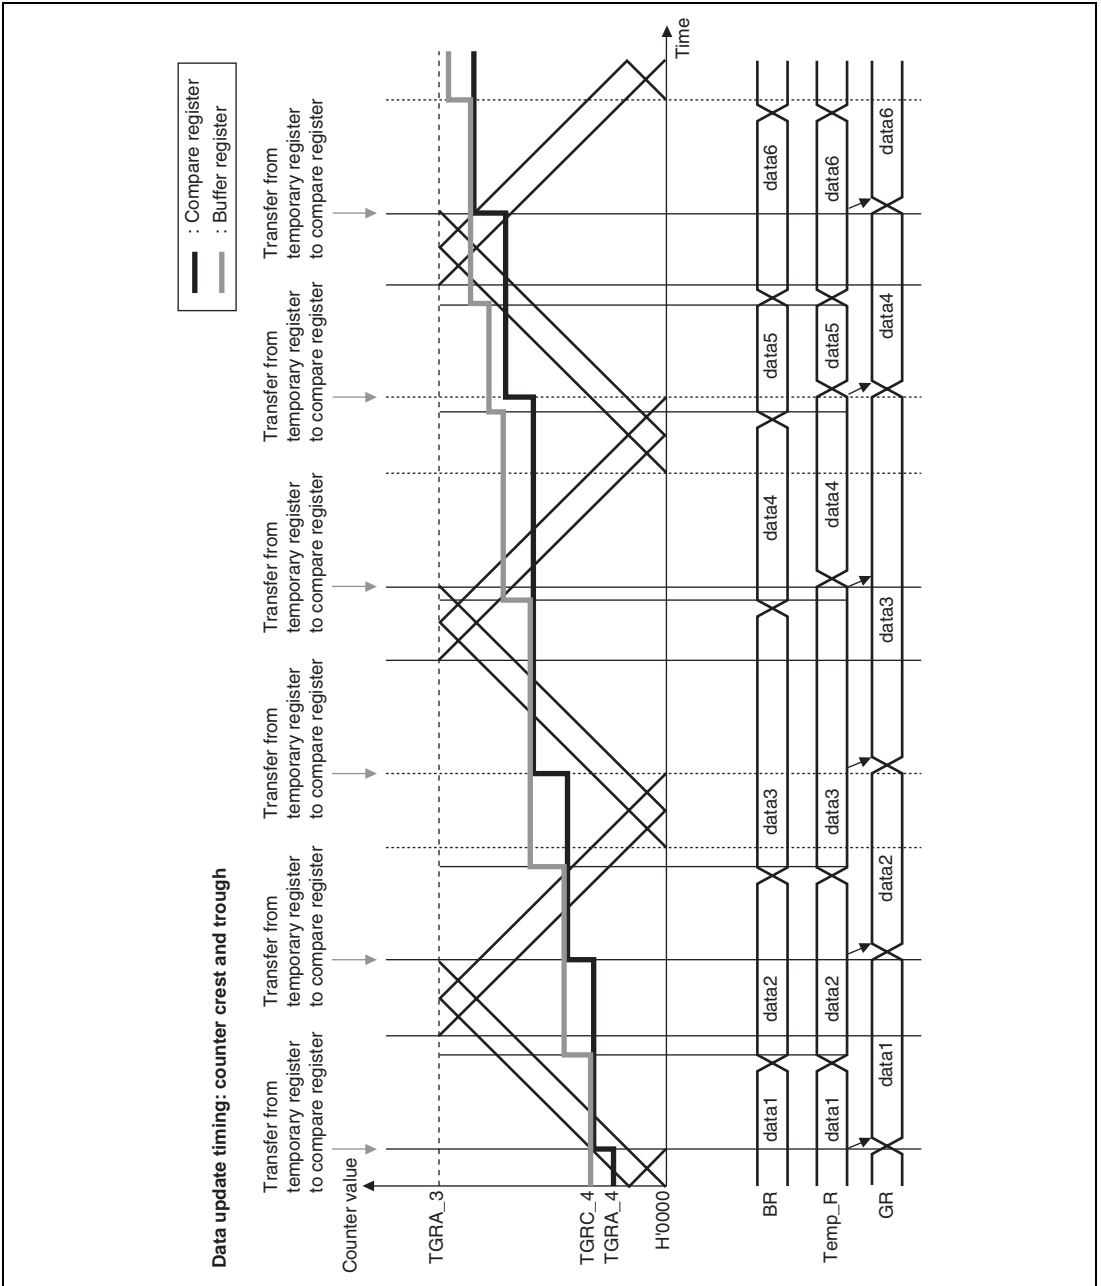 Data update timing: counter crest and trough
: Compare register
: Buffer register
Transfer from
temporary register
to compare register
Transfer from
temporary register
to compare register
Transfer from
temporary register
to compare register
Transfer from
temporary register
to compare register
Transfer from
temporary register
to compare register
Transfer from
temporary register
to compare register
Counter value
TGRA_3
TGRC_4
TGRA_4
H'0000
Time
BR
data1
data2
data3
data4
data5
data6
Temp_R
data1
data2
data3
data4
data5
data6
GR
data1
data2
data3
data4
data6